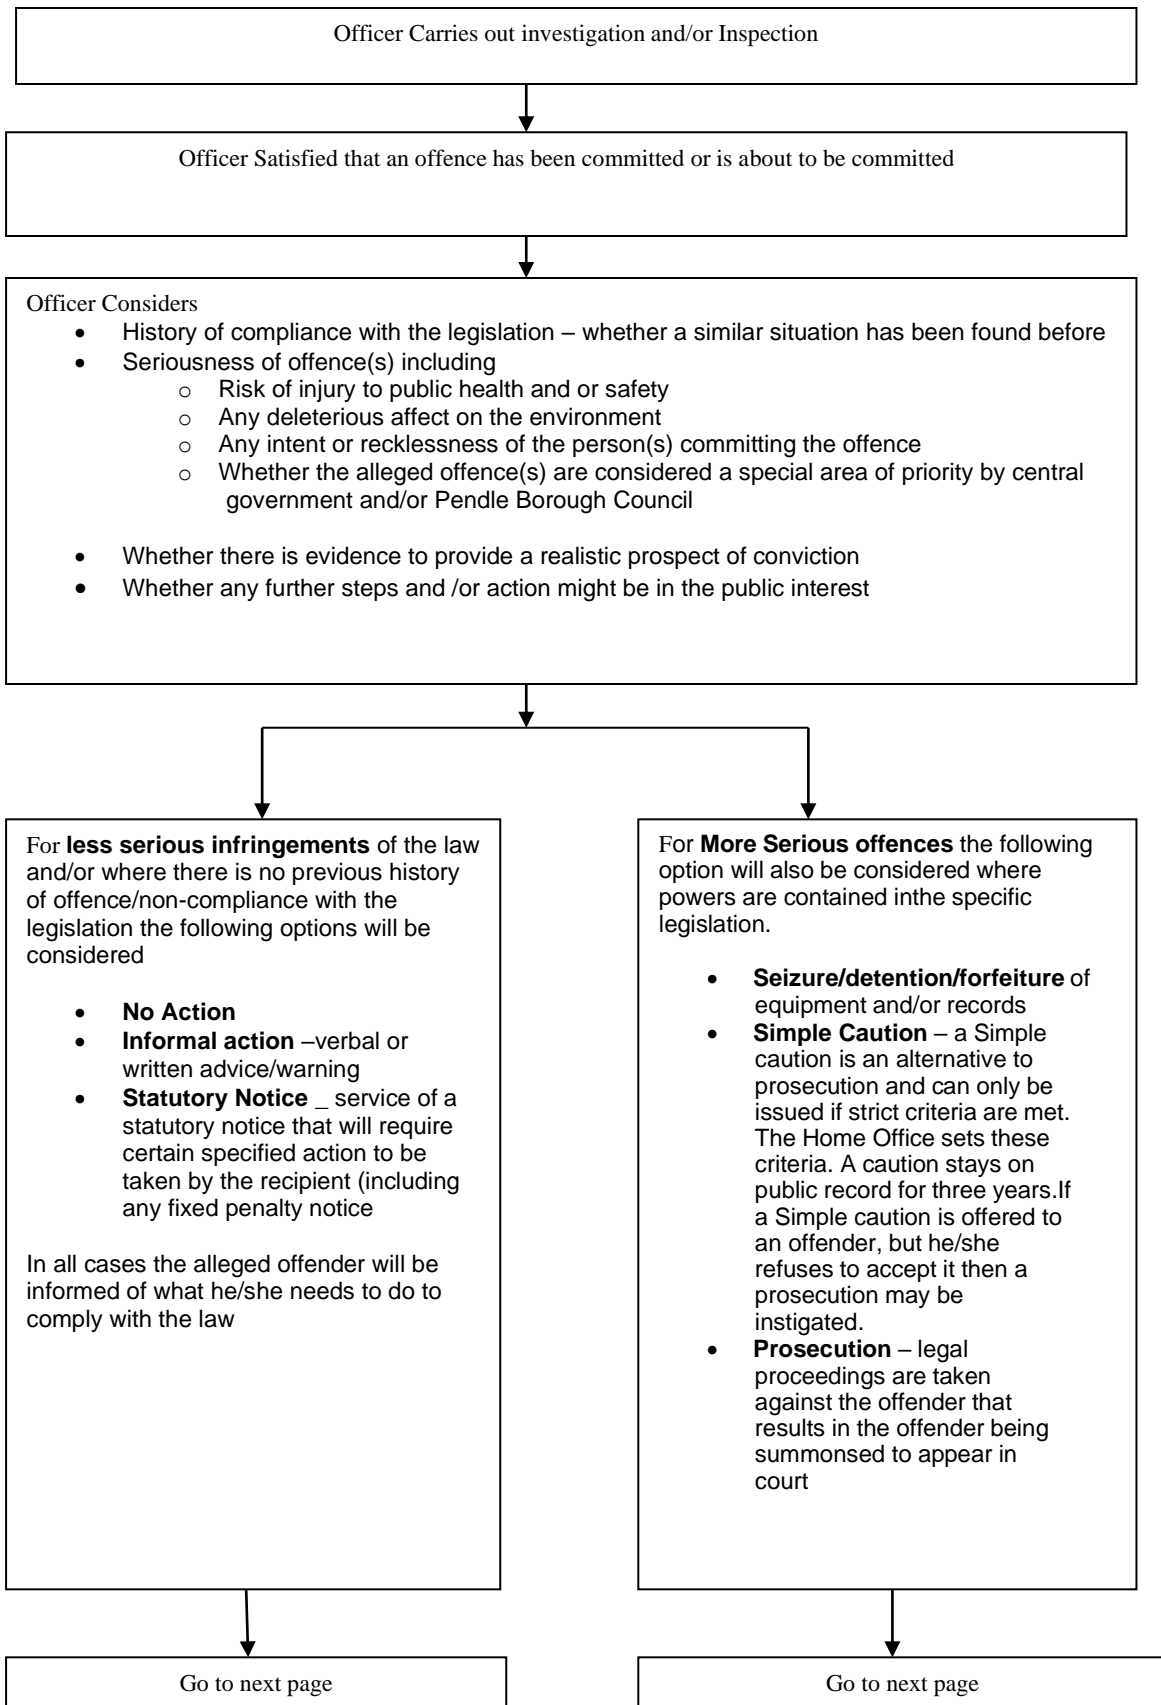 Officer Carries out investigation and/or Inspection
Officer Satisfied that an offence has been committed or is about to be committed
Officer Considers
• History of compliance with the legislation – whether a similar situation has been found before
• Seriousness of offence(s) including
o Risk of injury to public health and or safety
o Any deleterious affect on the environment
o Any intent or recklessness of the person(s) committing the offence
o Whether the alleged offence(s) are considered a special area of priority by central
government and/or Pendle Borough Council
• Whether there is evidence to provide a realistic prospect of conviction
• Whether any further steps and /or action might be in the public interest
For less serious infringements of the law
and/or where there is no previous history
of offence/non-compliance with the
legislation the following options will be
considered
• No Action
• Informal action –verbal or
written advice/warning
• Statutory Notice _ service of a
statutory notice that will require
certain specified action to be
taken by the recipient (including
any fixed penalty notice
In all cases the alleged offender will be
informed of what he/she needs to do to
comply with the law
For More Serious offences the following
option will also be considered where
powers are contained inthe specific
legislation.
• Seizure/detention/forfeiture of
equipment and/or records
• Simple Caution – a Simple
caution is an alternative to
prosecution and can only be
issued if strict criteria are met.
The Home Office sets these
criteria. A caution stays on
public record for three years.If
a Simple caution is offered to
an offender, but he/she
refuses to accept it then a
prosecution may be
instigated.
• Prosecution – legal
proceedings are taken
against the offender that
results in the offender being
summonsed to appear in
court
Go to next page
Go to next page